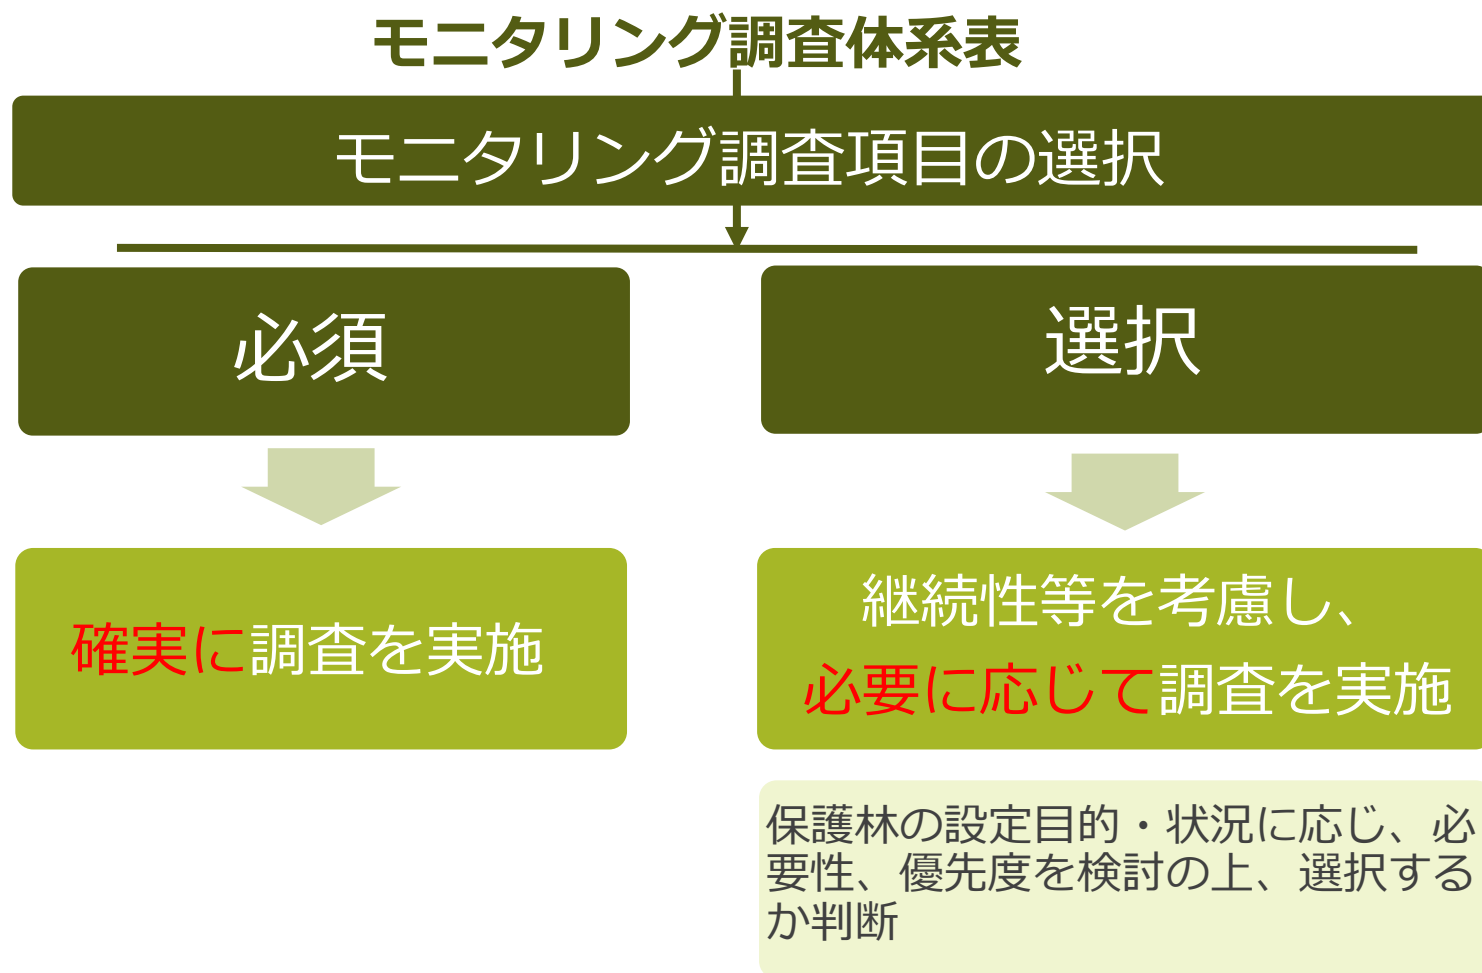 モニタリング調査体系表
モニタリング調査項目の選択
必須
選択
確実に調査を実施
継続性等を考慮し、
必要に応じて調査を実施
保護林の設定目的・状況に応じ、必
要性、優先度を検討の上、選択する
か判断